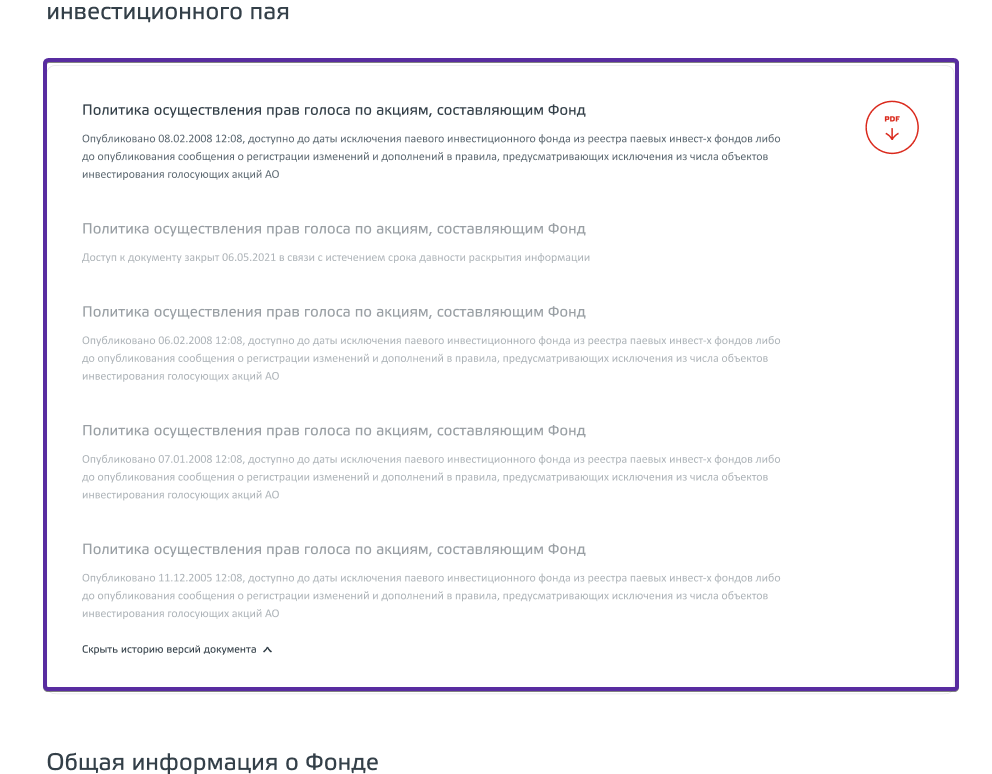 инвестиционного пая
Политика осуществления прав голоса по акциям, составляющим Фонд
PDF
Опубликовано 08.02.2008 12:08, доступно до даты исключения паевого инвестиционного фонда из реестра паевых инвест-х фондов либо
до опубликования сообщения о регистрации изменений и дополнений в правила, предусматривающих исключения из числа объектов
инвестирования голосующих акций АО
Политика осуществления прав голоса по акциям, составляющим Фонд
Доступ к документу закрыт 06.05.2021 в связи с истечением срока давности раскрытия информации
Политика осуществления прав голоса по акциям, составляющим Фонд
Опубликовано 06.02.2008 12:08, доступно до даты исключения паевого инвестиционного фонда из реестра паевых инвест-х фондов либо
до опубликования сообщения о регистрации изменений и дополнений в правила, предусматривающих исключения из числа объектов
инвестирования голосующих акций АО
Политика осуществления прав голоса по акциям, составляющим Фонд
Опубликовано 07.01.2008 12:08, доступно до даты исключения паевого инвестиционного фонда из реестра паевых инвест-х фондов либо
до опубликования сообщения о регистрации изменений и дополнений в правила, предусматривающих исключения из числа объектов
инвестирования голосующих акций АО
Политика осуществления прав голоса по акциям, составляющим Фонд
Опубликовано 11.12.2005 12:08, доступно до даты исключения паевого инвестиционного фонда из реестра паевых инвест-х фондов либо
до опубликования сообщения о регистрации изменений и дополнений в правила, предусматривающих исключения из числа объектов
инвестирования голосующих акций АО
Скрыть историю версий документа
Общая информация о Фонде